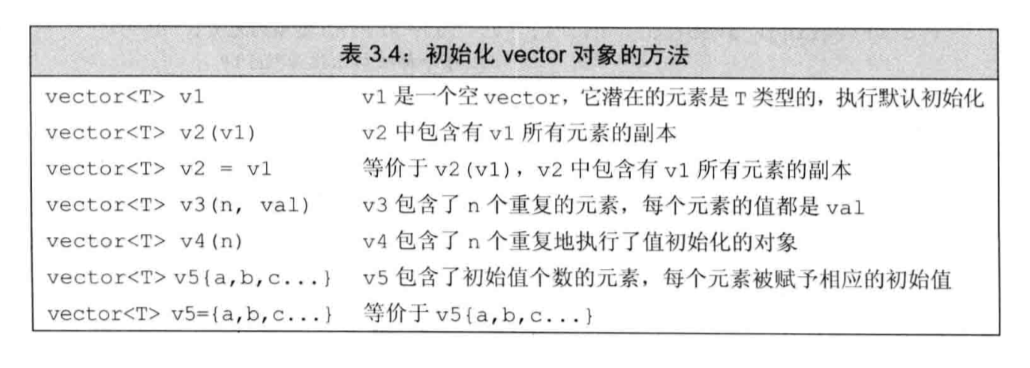 表 3.4：初始化 vector 对象的方法
vector<T> v1 v1 是一个空 vector，它潜在的元素是 T 类型的，执行默认初始化
vector<T> v2(v1) v2 中包含有 v1 所有元素的副本
vector<T> v2 = v1 等价于 v2(v1)，v2 中包含有 v1 所有元素的副本
vector<T> v3(n, val) v3 包含了 n 个重复的元素，每个元素的值都是 val
vector<T> v4(n) v4 包含了 n 个重复地执行了值初始化的对象
vector<T> v5{a,b,c...} v5 包含了初始值个数的元素，每个元素被赋予相应的初始值
vector<T> v5={a,b,c...} 等价于 v5{a,b,c...}